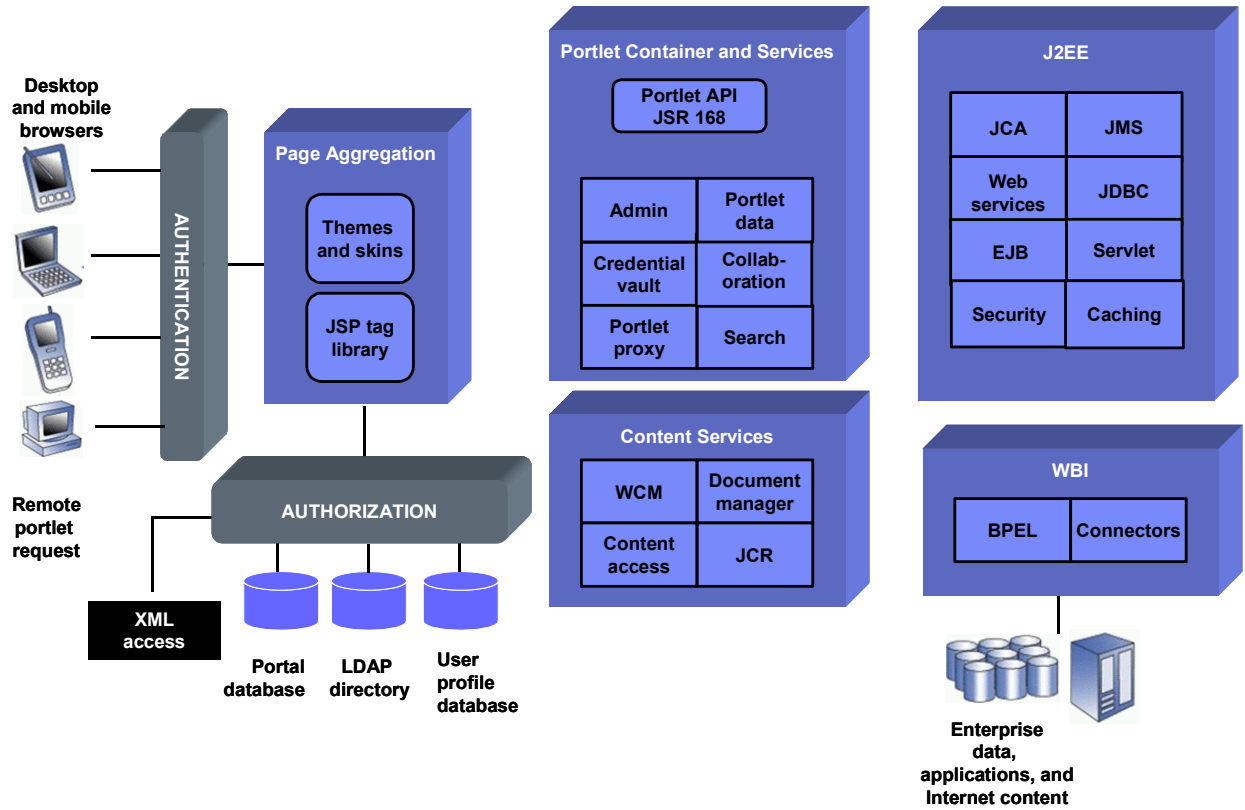 Desktop
and mobile
browsers
Remote
portlet
request
AUTHENTICATION
Page Aggregation
Themes
and skins
JSP tag
library
AUTHORIZATION
XML
access
Portal
database
LDAP
directory
User
profile
database
Portlet Container and Services
Portlet API
JSR 168
Admin
Portlet
data
Credential
vault
Collab-
oration
Portlet
proxy
Search
Content Services
WCM
Document
manager
Content
access
JCR
J2EE
JCA
JMS
Web
services
JDBC
EJB
Servlet
Security
Caching
WBI
BPEL
Connectors
Enterprise
data,
applications, and
Internet content